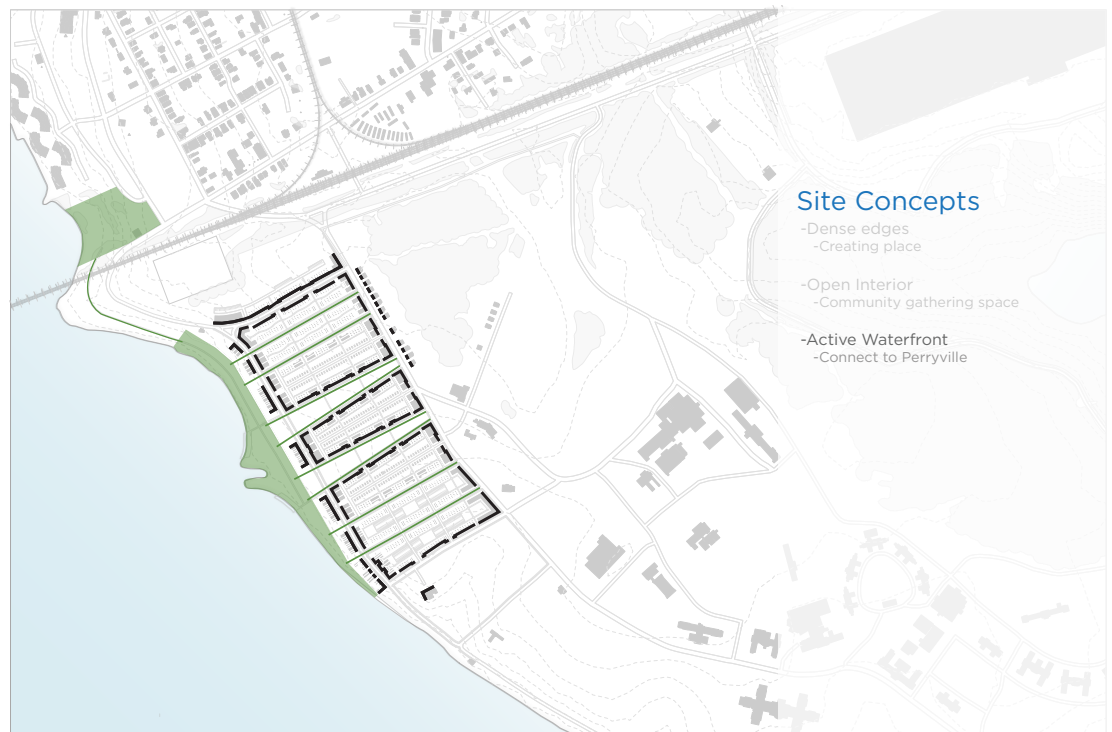 Site Concepts
-Dense edges
-Creating place
-Open Interior
-Community gathering space
-Active Waterfront
-Connect to Perryville